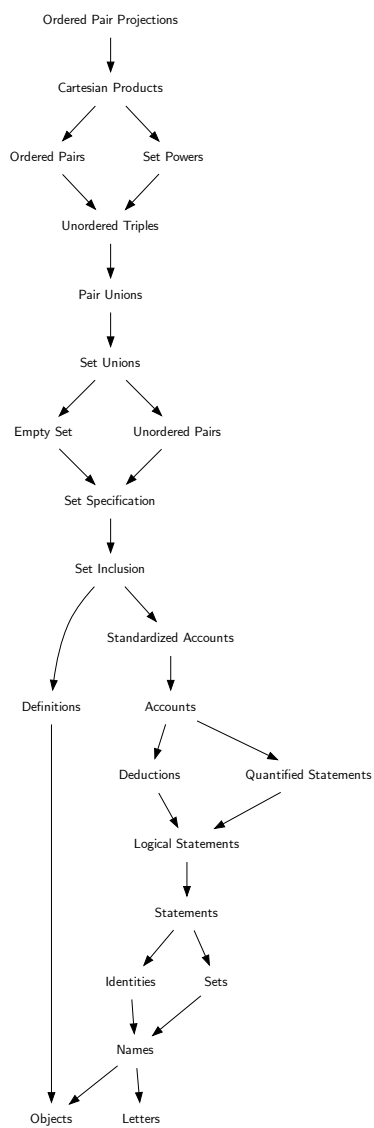 Ordered Pair Projections
Cartesian Products
Ordered Pairs
Set Powers
Unordered Triples
Pair Unions
Set Unions
Empty Set
Unordered Pairs
Set Specification
Set Inclusion
Standardized Accounts
Definitions
Accounts
Deductions
Quantified Statements
Logical Statements
Statements
Identities
Sets
Names
Objects
Letters